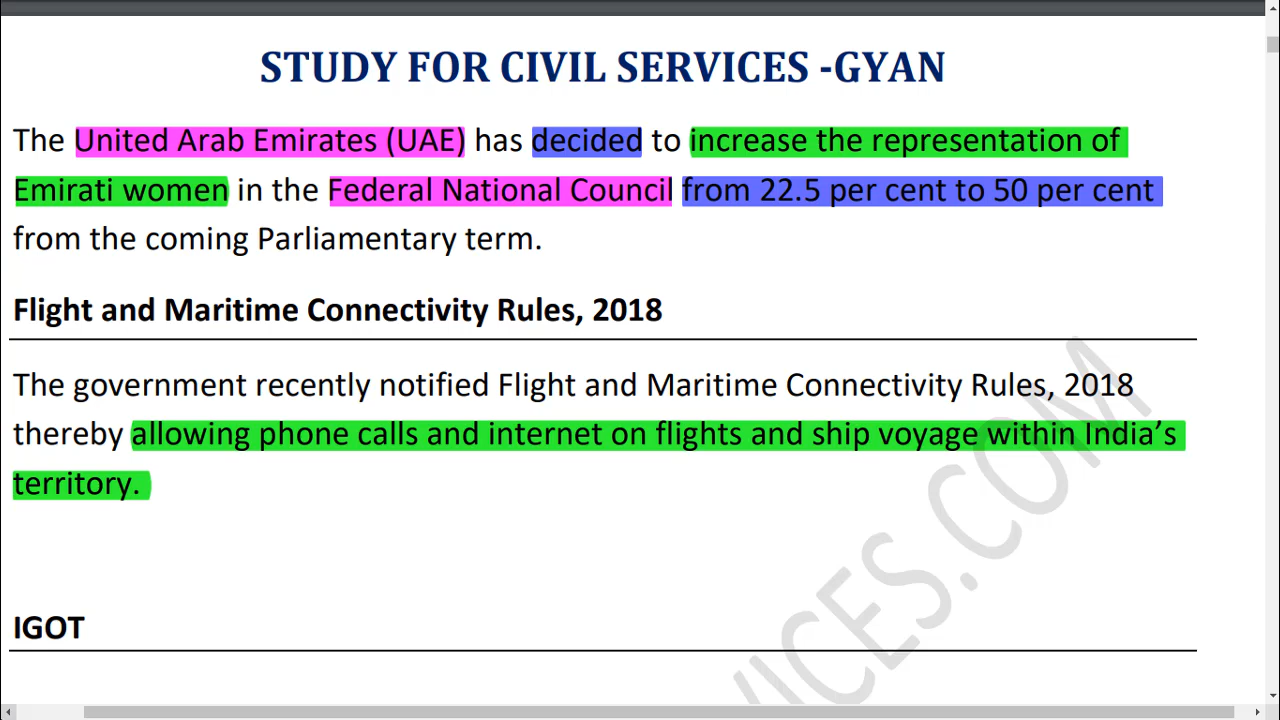 STUDY FOR CIVIL SERVICES -GYAN
The United Arab Emirates (UAE) has decided to increase the representation of
Emirati women in the Federal National Council from 22.5 per cent to 50 per cent
from the coming Parliamentary term.
Flight and Maritime Connectivity Rules, 2018
The government recently notified Flight and Maritime Connectivity Rules, 2018
thereby allowing phone calls and internet on flights and ship voyage within India’s
territory.
VICES.COM
IGOT